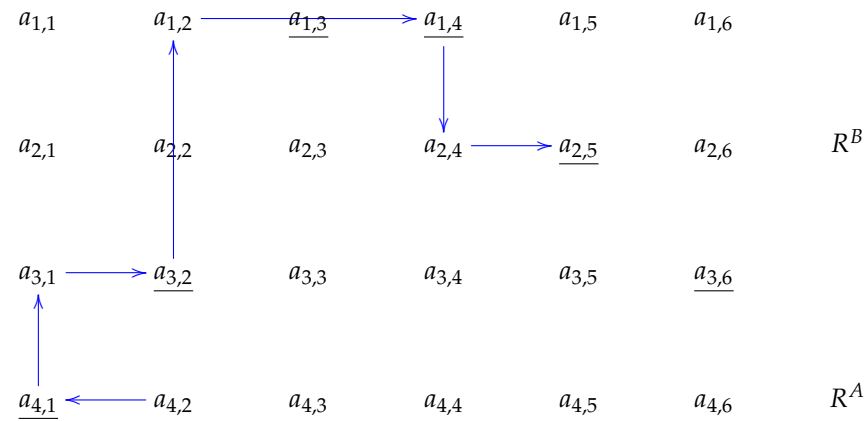 a1,1 a1,2 a1,3 a1,4 a1,5 a1,6
a2,1 a2,2 a2,3 a2,4 a2,5 a2,6 R^B
a3,1 a3,2 a3,3 a3,4 a3,5 a3,6
a4,1 a4,2 a4,3 a4,4 a4,5 a4,6 R^A